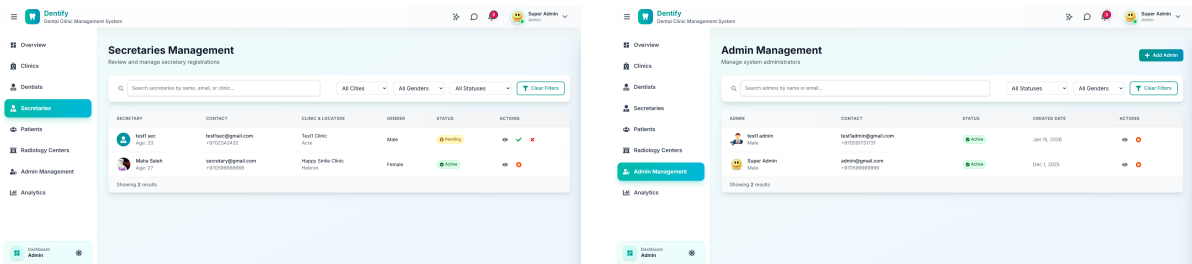 Dentify
Dental Clinic Management System
Super Admin
Admin
Overview
Clinics
Dentists
Secretaries
Patients
Radiology Centers
Admin Management
Analytics
Dashboard
Admin
Secretaries Management
Review and manage secretary registrations
Search secretaries by name, email, or clinic...
All Cities
All Genders
All Statuses
Clear Filters
SECRETARY CONTACT CLINIC & LOCATION GENDER STATUS ACTIONS
test1 sec test1sec@gmail.com Test1 Clinic Male Pending
Age: 23 +9702343432 Acre
Maha Saleh secretary@gmail.com Happy Smile Clinic Female Active
Age: 27 Hebron
Showing 2 results
Dentify
Dental Clinic Management System
Super Admin
Admin
Overview
Clinics
Dentists
Secretaries
Patients
Radiology Centers
Admin Management
Analytics
Dashboard
Admin
Admin Management
Manage system administrators
+ Add Admin
Search admins by name or email...
All Statuses
All Genders
Clear Filters
ADMIN CONTACT STATUS CREATED DATE ACTIONS
test1 admin test1admin@gmail.com Active Jan 15, 2026
Male
Super Admin admin@gmail.com Active Dec 1, 2025
Male
Showing 2 results